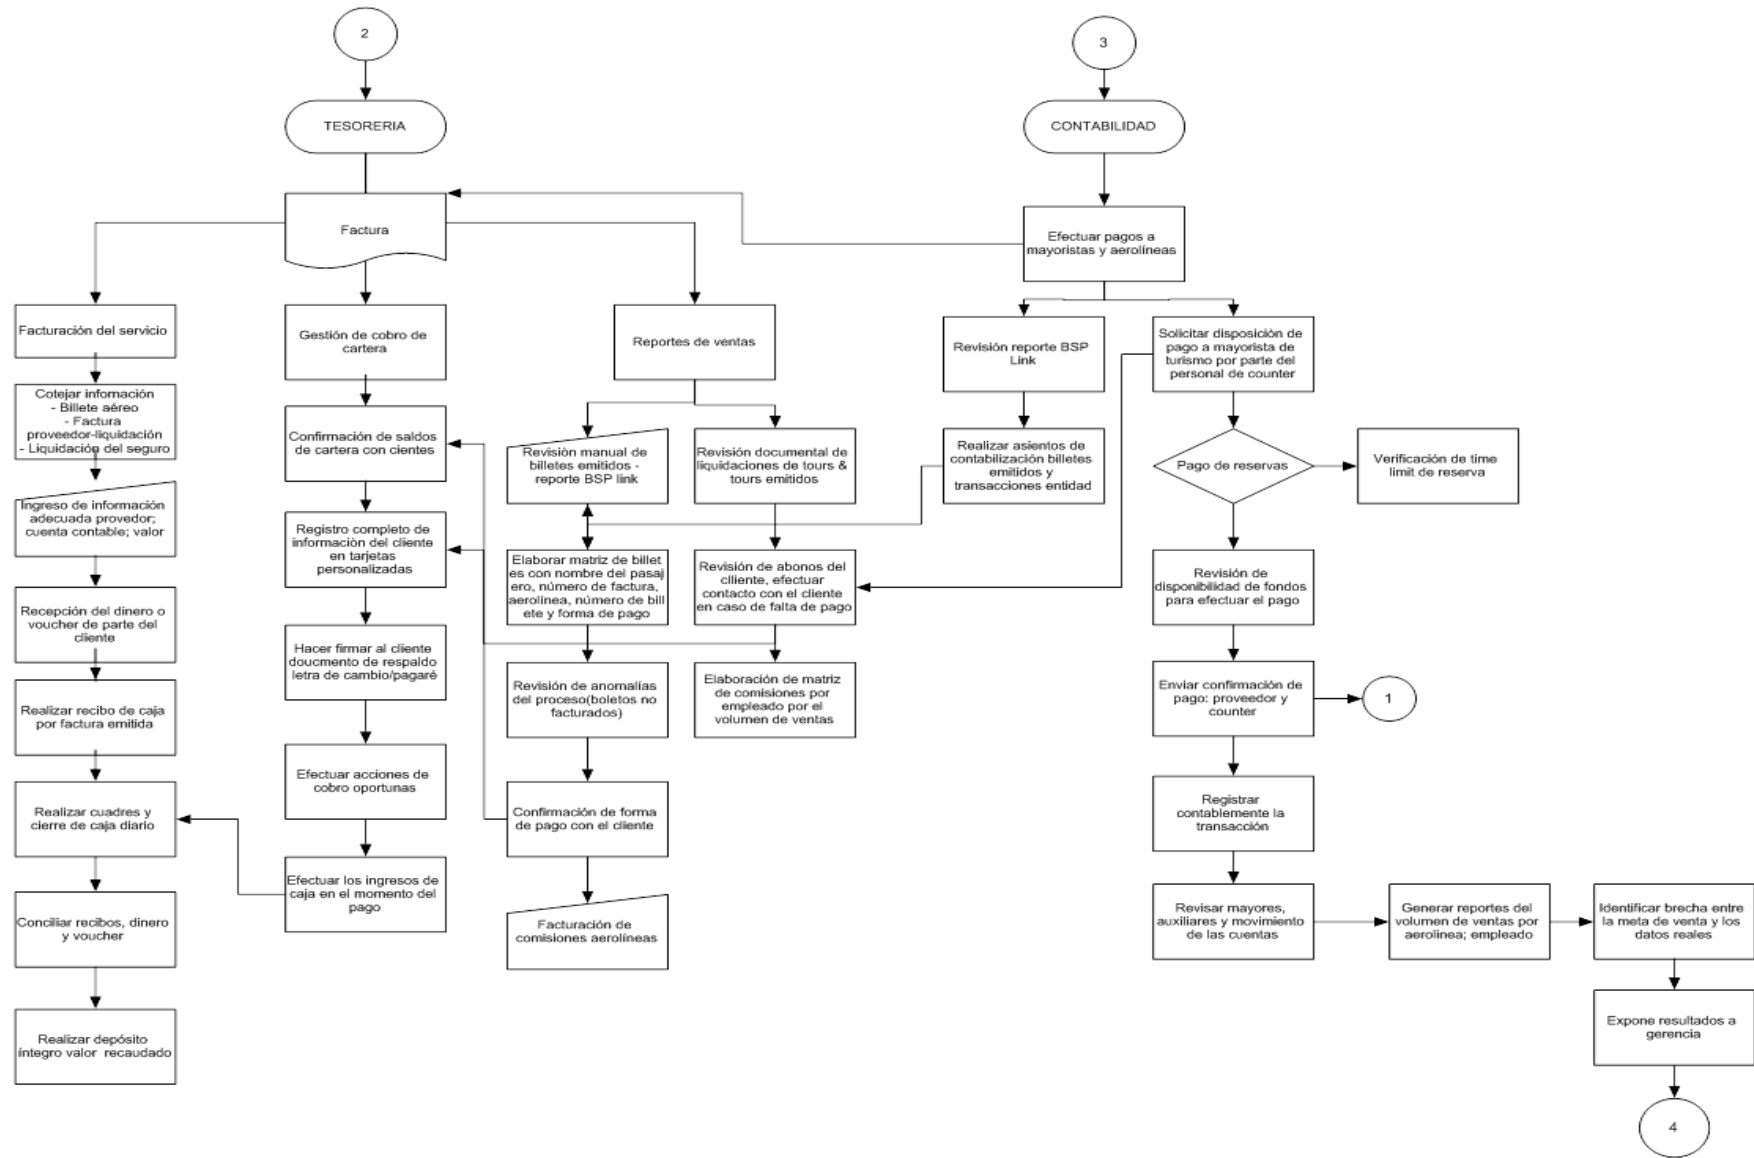 2
3
TESORERIA
CONTABILIDAD
Factura
Efectuar pagos a
mayoristas y aerolíneas
Facturación del servicio
Gestión de cobro de
cartera
Reportes de ventas
Revisión reporte BSP
Link
Solicitar disposición de
pago a mayorista de
turismo por parte del
personal de counter
Cotejar infomación
- Billete aéreo
- Factura
proveedor-liquidación
- Liquidación del seguro
Confirmación de saldos
de cartera con clientes
Revisión manual de
billetes emitidos -
reporte BSP link
Revisión documental de
liquidaciones de tours &
tours emitidos
Realizar asientos de
contabilización billetes
emitidos y
transacciones entidad
Pago de reservas
Verificación de time
limit de reserva
Ingreso de información
adecuada provedor;
cuenta contable; valor
Registro completo de
información del cliente
en tarjetas
personalizadas
Elaborar matriz de billet
es con nombre del pasaj
ero, número de factura,
aerolínea, número de bill
ete y forma de pago
Revisión de abonos del
clliente, efectuar
contacto con el cliente
en caso de falta de pago
Revisión de
disponibilidad de fondos
para efectuar el pago
Recepción del dinero o
voucher de parte del
cliente
Hacer firmar al cliente
doucmento de respaldo
letra de cambio/pagaré
Revisión de anomalías
del proceso(boletos no
facturados)
Elaboración de matriz
de comisiones por
empleado por el
volumen de ventas
Enviar confirmación de
pago: proveedor y
counter
1
Realizar recibo de caja
por factura emitida
Efectuar acciones de
cobro oportunas
Confirmación de forma
de pago con el cliente
Registrar
contablemente la
transacción
Realizar cuadres y
cierre de caja diario
Efectuar los ingresos de
caja en el momento del
pago
Facturación de
comisiones aerolíneas
Revisar mayores,
auxiliares y movimiento
de las cuentas
Generar reportes del
volumen de ventas por
aerolinea; empleado
Identificar brecha entre
la meta de venta y los
datos reales
Conciliar recibos, dinero
y voucher
Expone resultados a
gerencia
Realizar depósito
íntegro valor recaudado
4